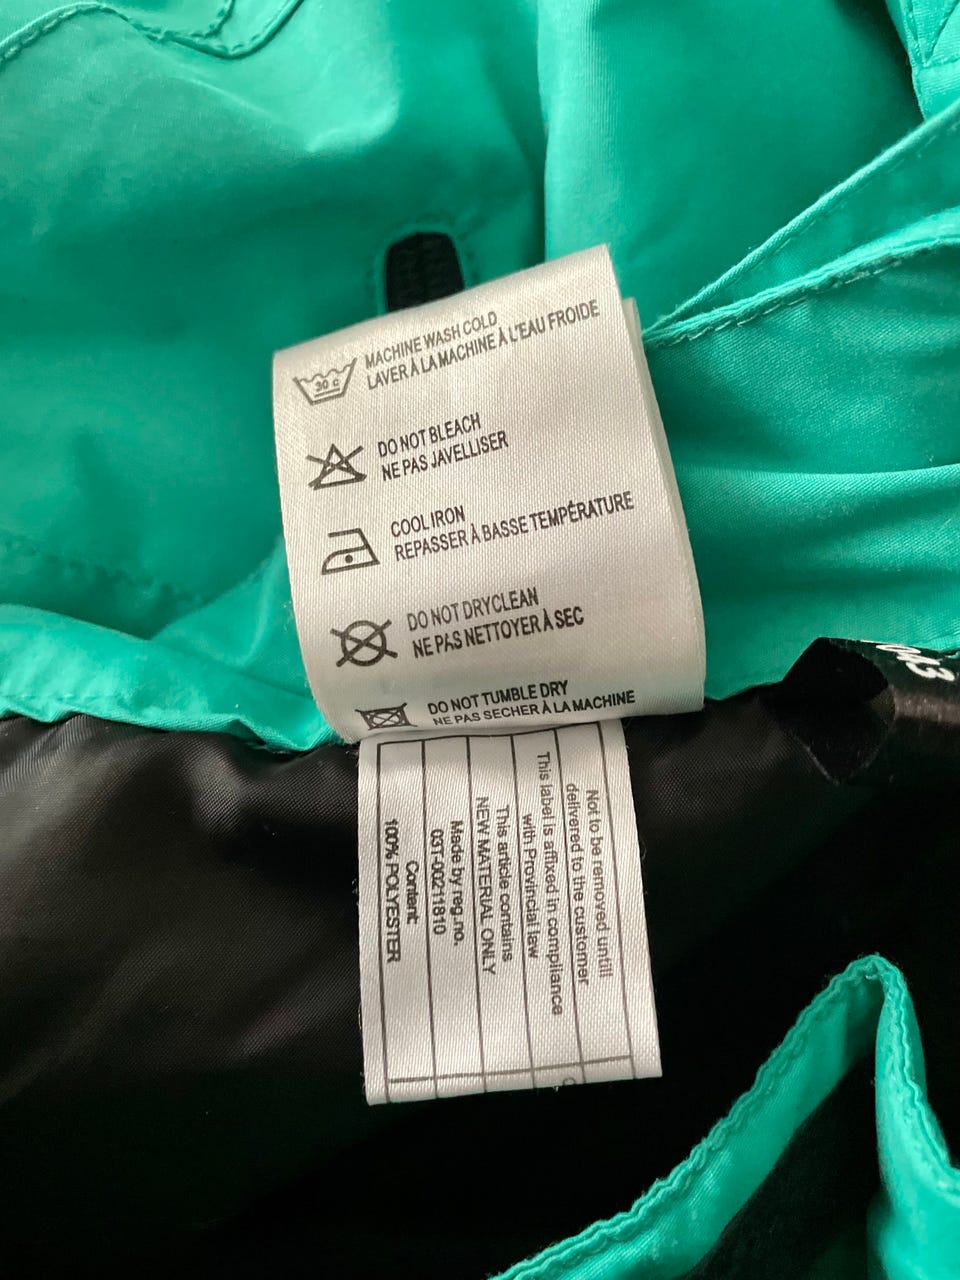 30 c
MACHINE WASH COLD
LAVER À LA MACHINE À L'EAU FROIDE
DO NOT BLEACH
NE PAS JAVELLISER
COOL IRON
REPASSER À BASSE TEMPÉRATURE
DO NOT DRYCLEAN
NE PAS NETTOYER À SEC
DO NOT TUMBLE DRY
NE PAS SECHER À LA MACHINE
Not to be removed untill
delivered to the customer
This label is affixed in compliance
with Provincial law
This article contains
NEW MATERIAL ONLY
Made by reg.no.
03T-00211810
Content:
100% POLYESTER